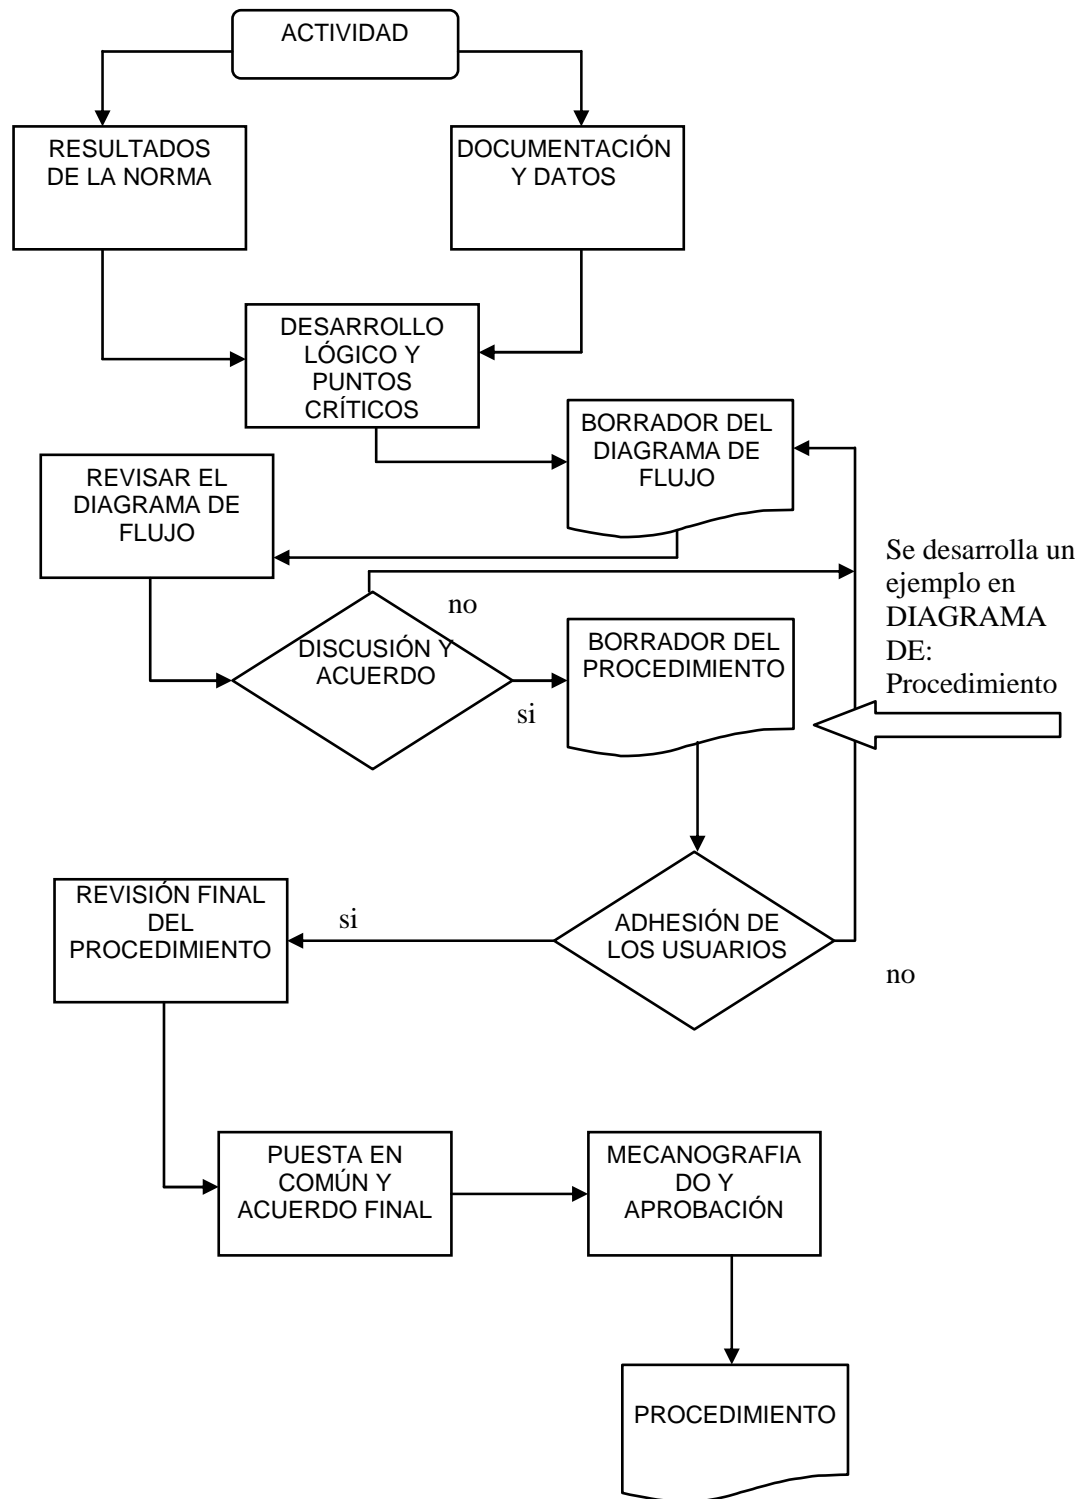 ACTIVIDAD
RESULTADOS
DE LA NORMA
DOCUMENTACIÓN
Y DATOS
DESARROLLO
LÓGICO Y
PUNTOS
CRÍTICOS
BORRADOR DEL
DIAGRAMA DE
FLUJO
REVISAR EL
DIAGRAMA DE
FLUJO
Se desarrolla un
ejemplo en
DIAGRAMA
DE:
Procedimiento
no
DISCUSIÓN Y
ACUERDO
si
BORRADOR DEL
PROCEDIMIENTO
REVISIÓN FINAL
DEL
PROCEDIMIENTO
si
ADHESIÓN DE
LOS USUARIOS
no
PUESTA EN
COMÚN Y
ACUERDO FINAL
MECANOGRAFIA
DO Y
APROBACIÓN
PROCEDIMIENTO